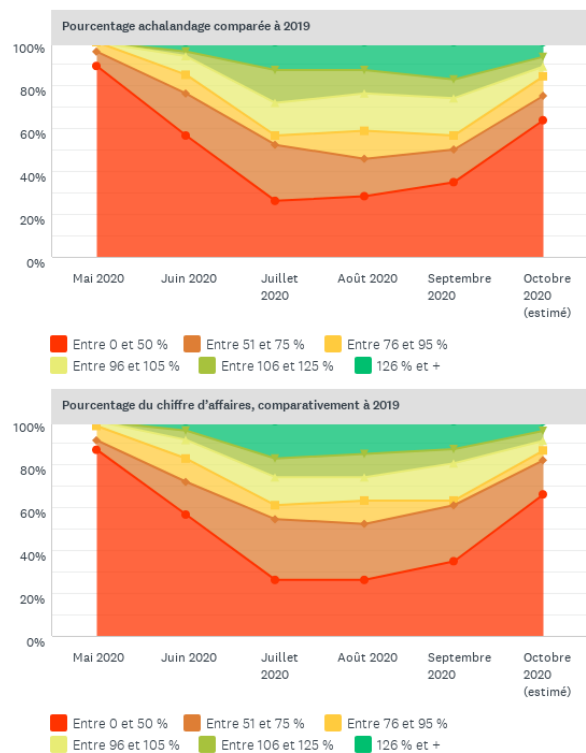 Pourcentage achalandage comparée à 2019
100%
80%
60%
40%
20%
0%
Mai 2020 Juin 2020 Juillet 2020 Août 2020 Septembre 2020 Octobre 2020 (estimé)
Entre 0 et 50 % Entre 51 et 75 % Entre 76 et 95 %
Entre 96 et 105 % Entre 106 et 125 % 126 % et +
Pourcentage du chiffre d'affaires, comparativement à 2019
100%
80%
60%
40%
20%
0%
Mai 2020 Juin 2020 Juillet 2020 Août 2020 Septembre 2020 Octobre 2020 (estimé)
Entre 0 et 50 % Entre 51 et 75 % Entre 76 et 95 %
Entre 96 et 105 % Entre 106 et 125 % 126 % et +